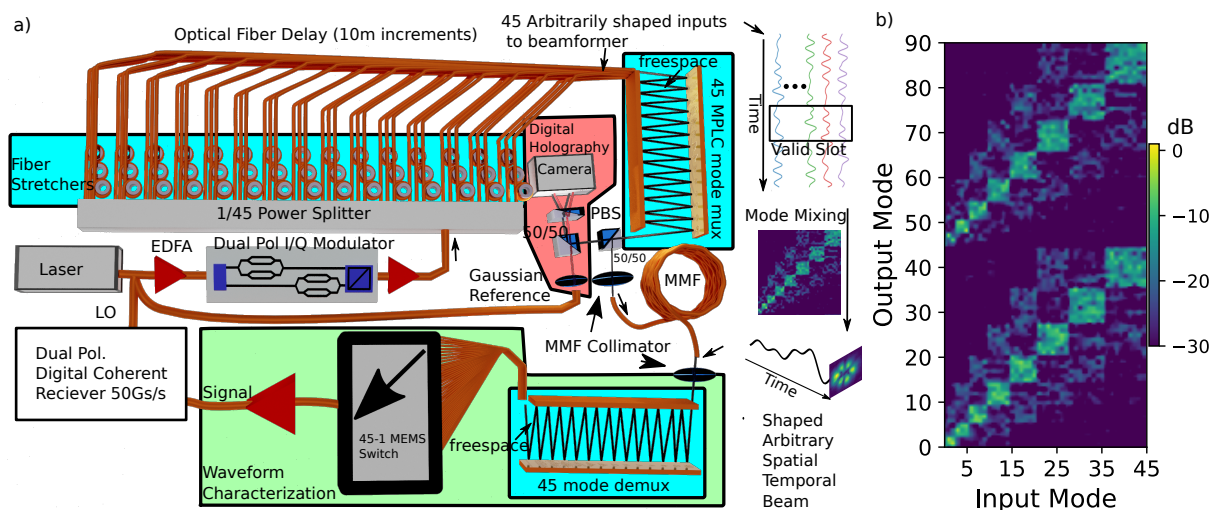 a)
Optical Fiber Delay (10m increments)
45 Arbitrarily shaped inputs
to beamformer
freespace
45 MPLC mode mux
Fiber
Stretchers
1/45 Power Splitter
Digital
Holography
Camera
PBS
50/50
50/50
Laser
EDFA
Dual Pol I/Q Modulator
Gaussian
Reference
MMF
LO
MMF Collimator
Dual Pol.
Digital Coherent
Reciever 50Gs/s
Signal
45-1 MEMS
Switch
freespace
45 mode demux
Waveform
Characterization
Time
Valid Slot
Mode Mixing
Time
Shaped
Arbitrary
Spatial
Temporal
Beam
b)
Output Mode
90
80
70
60
50
40
30
20
10
0
5
15
25
35
45
Input Mode
dB
0
−10
−20
−30